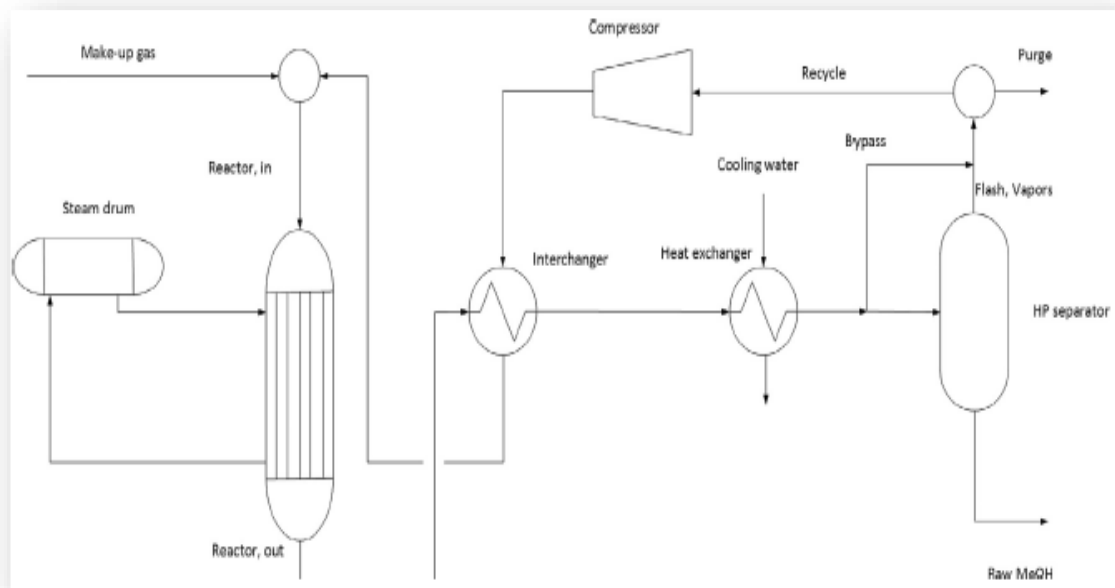 Compressor
Make-up gas
Recycle
Purge
Bypass
Reactor, in
Cooling water
Flash, Vapors
Steam drum
Interchanger
Heat exchanger
HP separator
Reactor, out
Raw MeOH